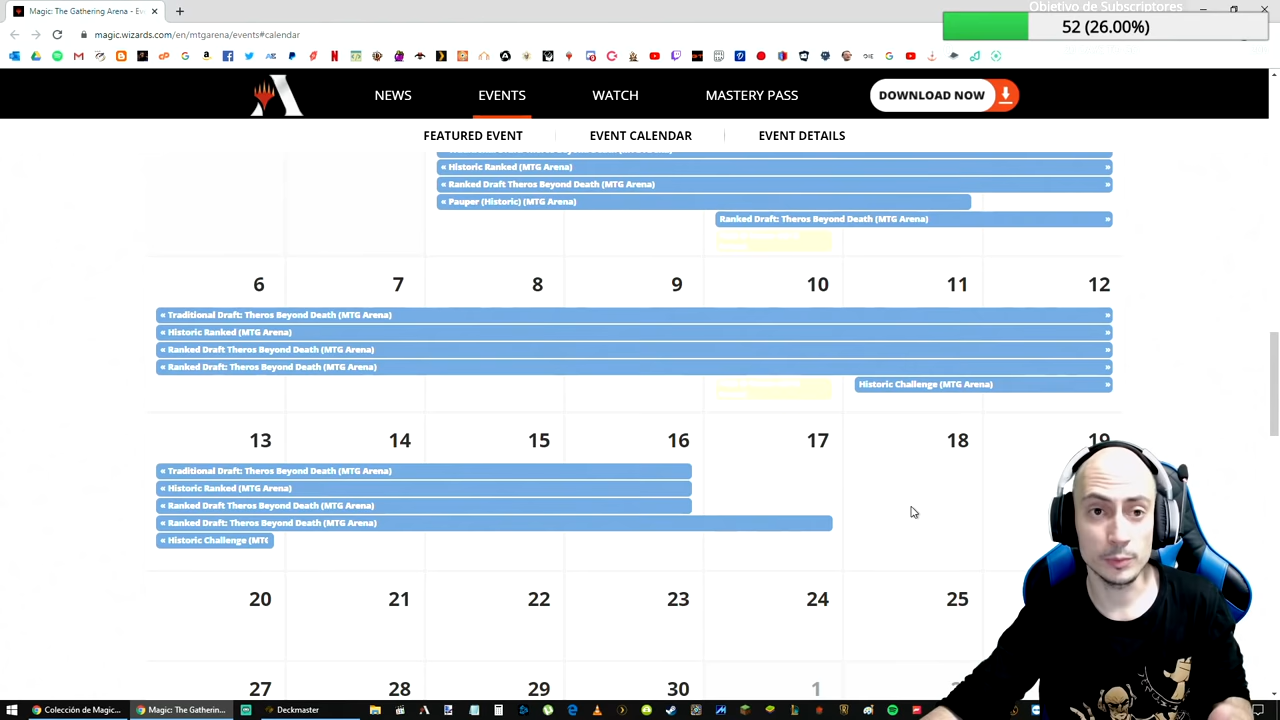 Magic: The Gathering Arena - Ev
Objetivo de Subscriptores
52 (26.00%)
magic.wizards.com/en/mtgarena/events#calendar
NEWS
EVENTS
WATCH
MASTERY PASS
DOWNLOAD NOW
FEATURED EVENT
EVENT CALENDAR
EVENT DETAILS
« Historic Ranked (MTG Arena) »
« Ranked Draft Theros Beyond Death (MTG Arena) »
« Pauper (Historic) (MTG Arena)
Ranked Draft: Theros Beyond Death (MTG Arena) »
6 7 8 9 10 11 12
« Traditional Draft: Theros Beyond Death (MTG Arena) »
« Historic Ranked (MTG Arena) »
« Ranked Draft Theros Beyond Death (MTG Arena) »
« Ranked Draft: Theros Beyond Death (MTG Arena) »
Historic Challenge (MTG Arena) »
13 14 15 16 17 18 19
« Traditional Draft: Theros Beyond Death (MTG Arena)
« Historic Ranked (MTG Arena)
« Ranked Draft Theros Beyond Death (MTG Arena)
« Ranked Draft: Theros Beyond Death (MTG Arena)
« Historic Challenge (MTG
20 21 22 23 24 25
27 28 29 30 1
Colección de Magic...
Magic: The Gatherin...
Deckmaster